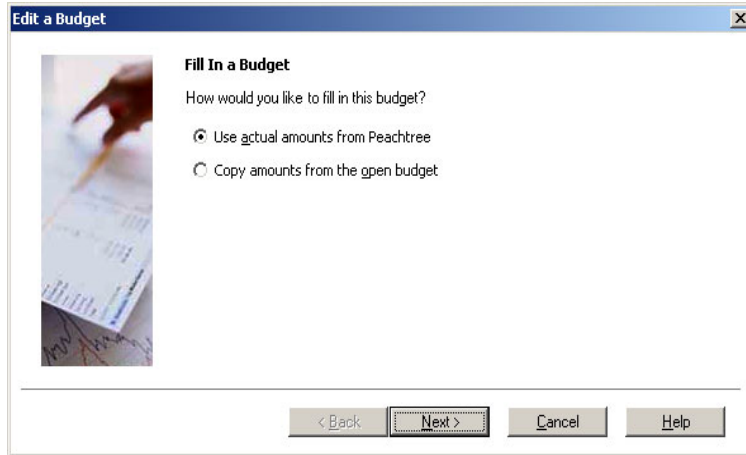 Edit a Budget
Fill In a Budget
How would you like to fill in this budget?
Use actual amounts from Peachtree
Copy amounts from the open budget
< Back
Next >
Cancel
Help